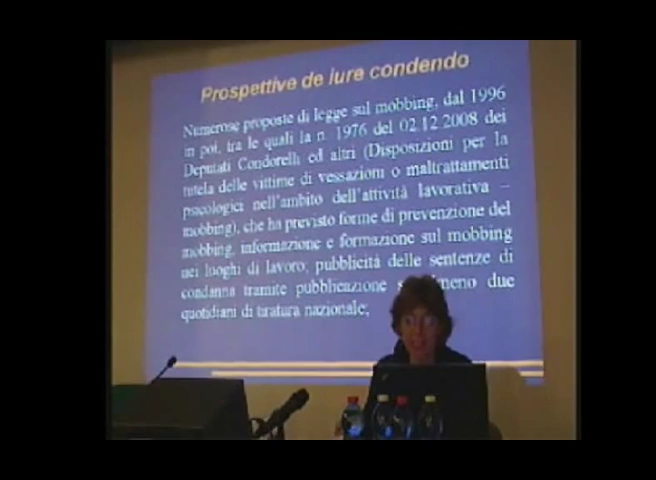 Prospettive de iure condendo
Numerose proposte di legge sul mobbing, dal 1996
in poi, tra le quali la n. 1976 del 02.12.2008 dei
Deputati Condorelli ed altri (Disposizioni per la
tutela delle vittime di vessazioni o maltrattamenti
psicologici nell'ambito dell'attività lavorativa –
mobbing), che ha previsto forme di prevenzione del
mobbing, informazione e formazione sul mobbing
nei luoghi di lavoro; pubblicità delle sentenze di
condanna tramite pubblicazione due
quotidiani di tiratura nazionale;